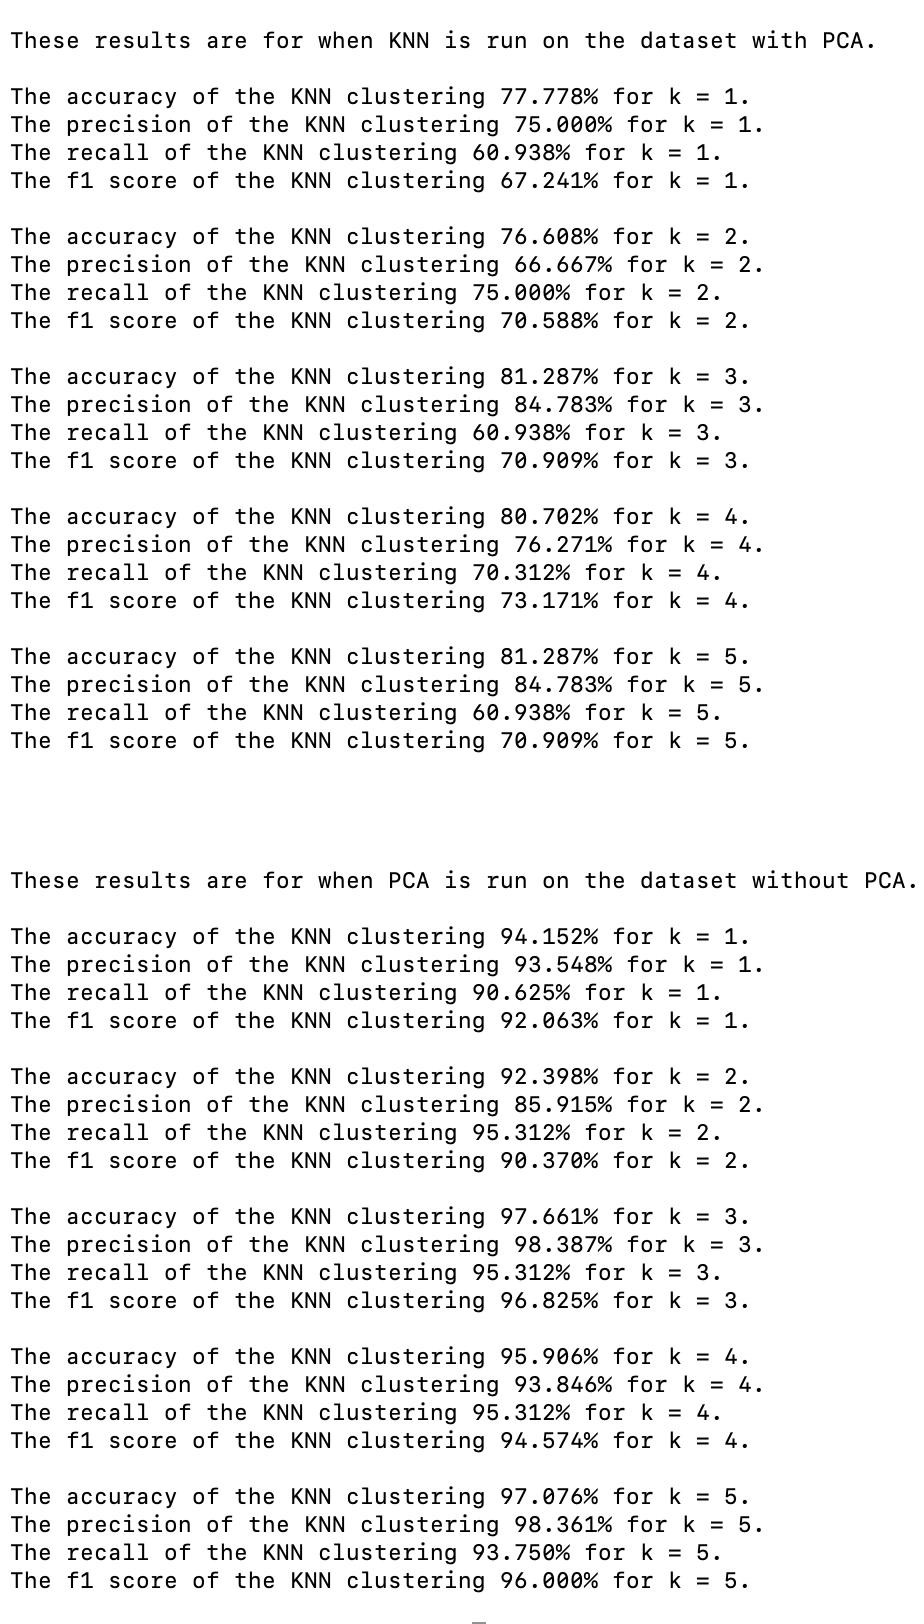 These results are for when KNN is run on the dataset with PCA.
The accuracy of the KNN clustering 77.778% for k = 1.
The precision of the KNN clustering 75.000% for k = 1.
The recall of the KNN clustering 60.938% for k = 1.
The f1 score of the KNN clustering 67.241% for k = 1.
The accuracy of the KNN clustering 76.608% for k = 2.
The precision of the KNN clustering 66.667% for k = 2.
The recall of the KNN clustering 75.000% for k = 2.
The f1 score of the KNN clustering 70.588% for k = 2.
The accuracy of the KNN clustering 81.287% for k = 3.
The precision of the KNN clustering 84.783% for k = 3.
The recall of the KNN clustering 60.938% for k = 3.
The f1 score of the KNN clustering 70.909% for k = 3.
The accuracy of the KNN clustering 80.702% for k = 4.
The precision of the KNN clustering 76.271% for k = 4.
The recall of the KNN clustering 70.312% for k = 4.
The f1 score of the KNN clustering 73.171% for k = 4.
The accuracy of the KNN clustering 81.287% for k = 5.
The precision of the KNN clustering 84.783% for k = 5.
The recall of the KNN clustering 60.938% for k = 5.
The f1 score of the KNN clustering 70.909% for k = 5.
These results are for when PCA is run on the dataset without PCA.
The accuracy of the KNN clustering 94.152% for k = 1.
The precision of the KNN clustering 93.548% for k = 1.
The recall of the KNN clustering 90.625% for k = 1.
The f1 score of the KNN clustering 92.063% for k = 1.
The accuracy of the KNN clustering 92.398% for k = 2.
The precision of the KNN clustering 85.915% for k = 2.
The recall of the KNN clustering 95.312% for k = 2.
The f1 score of the KNN clustering 90.370% for k = 2.
The accuracy of the KNN clustering 97.661% for k = 3.
The precision of the KNN clustering 98.387% for k = 3.
The recall of the KNN clustering 95.312% for k = 3.
The f1 score of the KNN clustering 96.825% for k = 3.
The accuracy of the KNN clustering 95.906% for k = 4.
The precision of the KNN clustering 93.846% for k = 4.
The recall of the KNN clustering 95.312% for k = 4.
The f1 score of the KNN clustering 94.574% for k = 4.
The accuracy of the KNN clustering 97.076% for k = 5.
The precision of the KNN clustering 98.361% for k = 5.
The recall of the KNN clustering 93.750% for k = 5.
The f1 score of the KNN clustering 96.000% for k = 5.